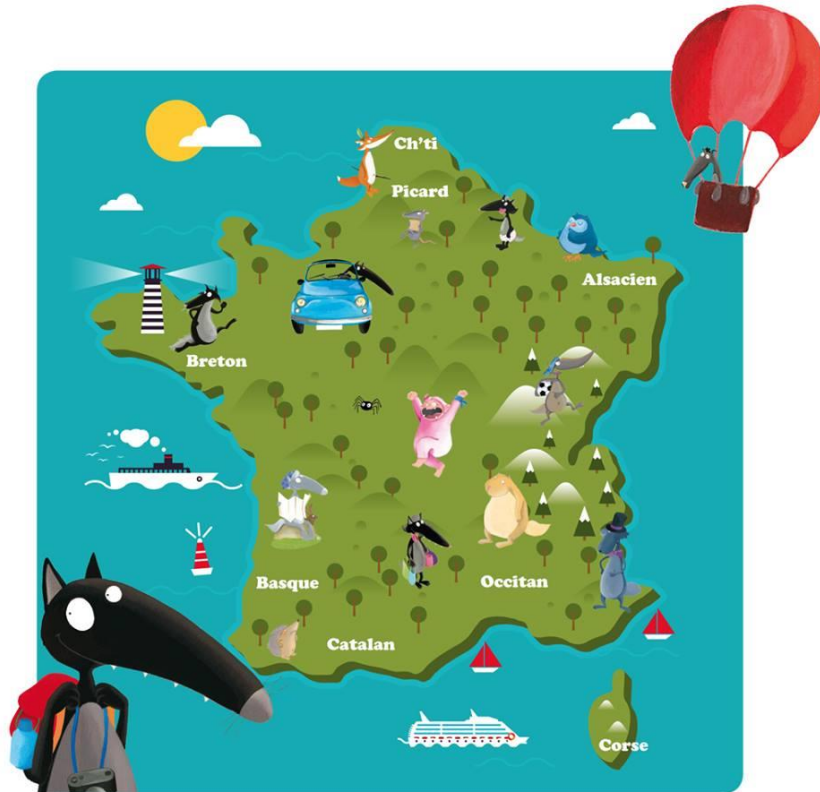 Ch'ti
Picard
Alsacien
Breton
Basque
Occitan
Catalan
Corse